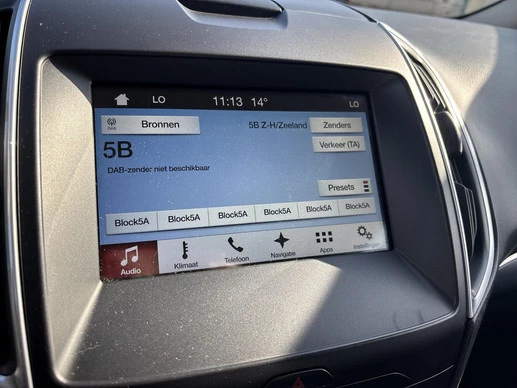 LO 11:13 14° LO
DAB Bronnen 5B Z-H/Zeeland Zenders
5B Verkeer (TA)
DAB-zender niet beschikbaar
Presets
Block5A Block5A Block5A Block5A Block5A Block5A
Audio Klimaat Telefoon Navigatie Apps Instellingen